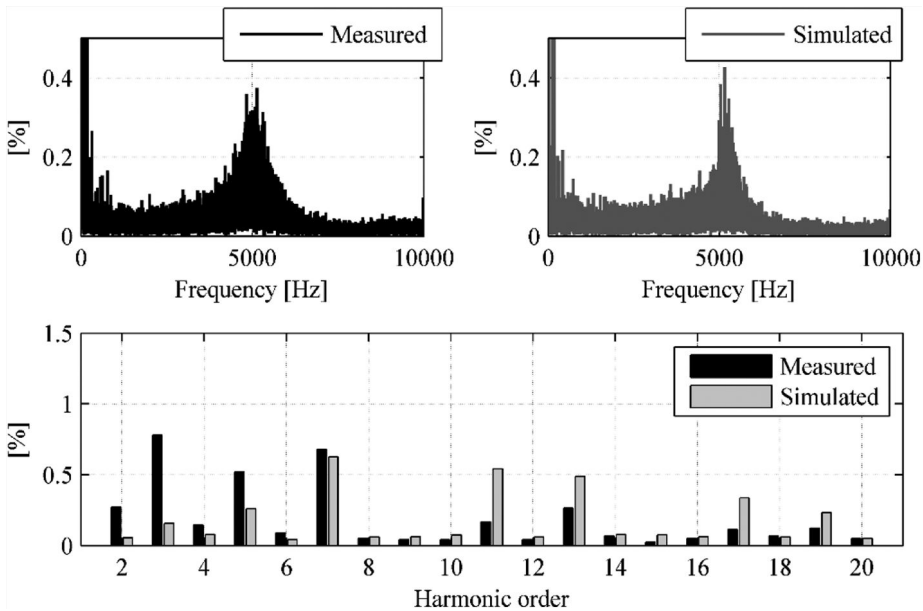 Measured
[%]
0.4
0.2
0
0
5000
10000
Frequency [Hz]
Simulated
[%]
0.4
0.2
0
0
5000
10000
Frequency [Hz]
[%]
1.5
1
0.5
0
Measured
Simulated
2 4 6 8 10 12 14 16 18 20
Harmonic order